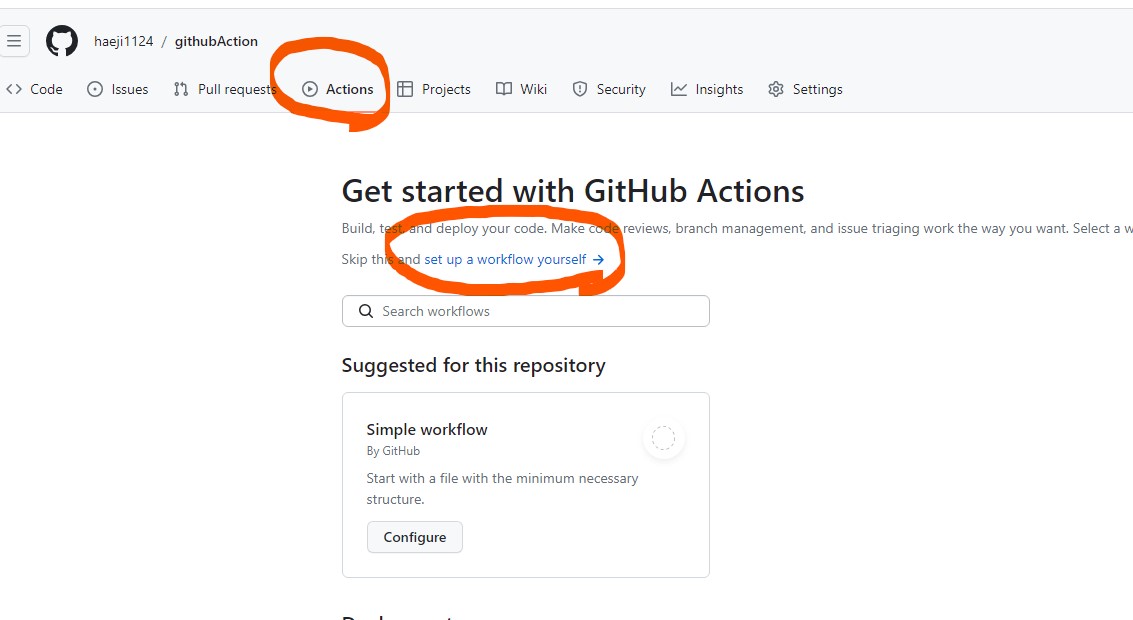 haeji1124 / githubAction
Code Issues Pull requests Actions Projects Wiki Security Insights Settings
Get started with GitHub Actions
Build, test, and deploy your code. Make code reviews, branch management, and issue triaging work the way you want. Select a w
Skip this and set up a workflow yourself →
Search workflows
Suggested for this repository
Simple workflow
By GitHub
Start with a file with the minimum necessary
structure.
Configure